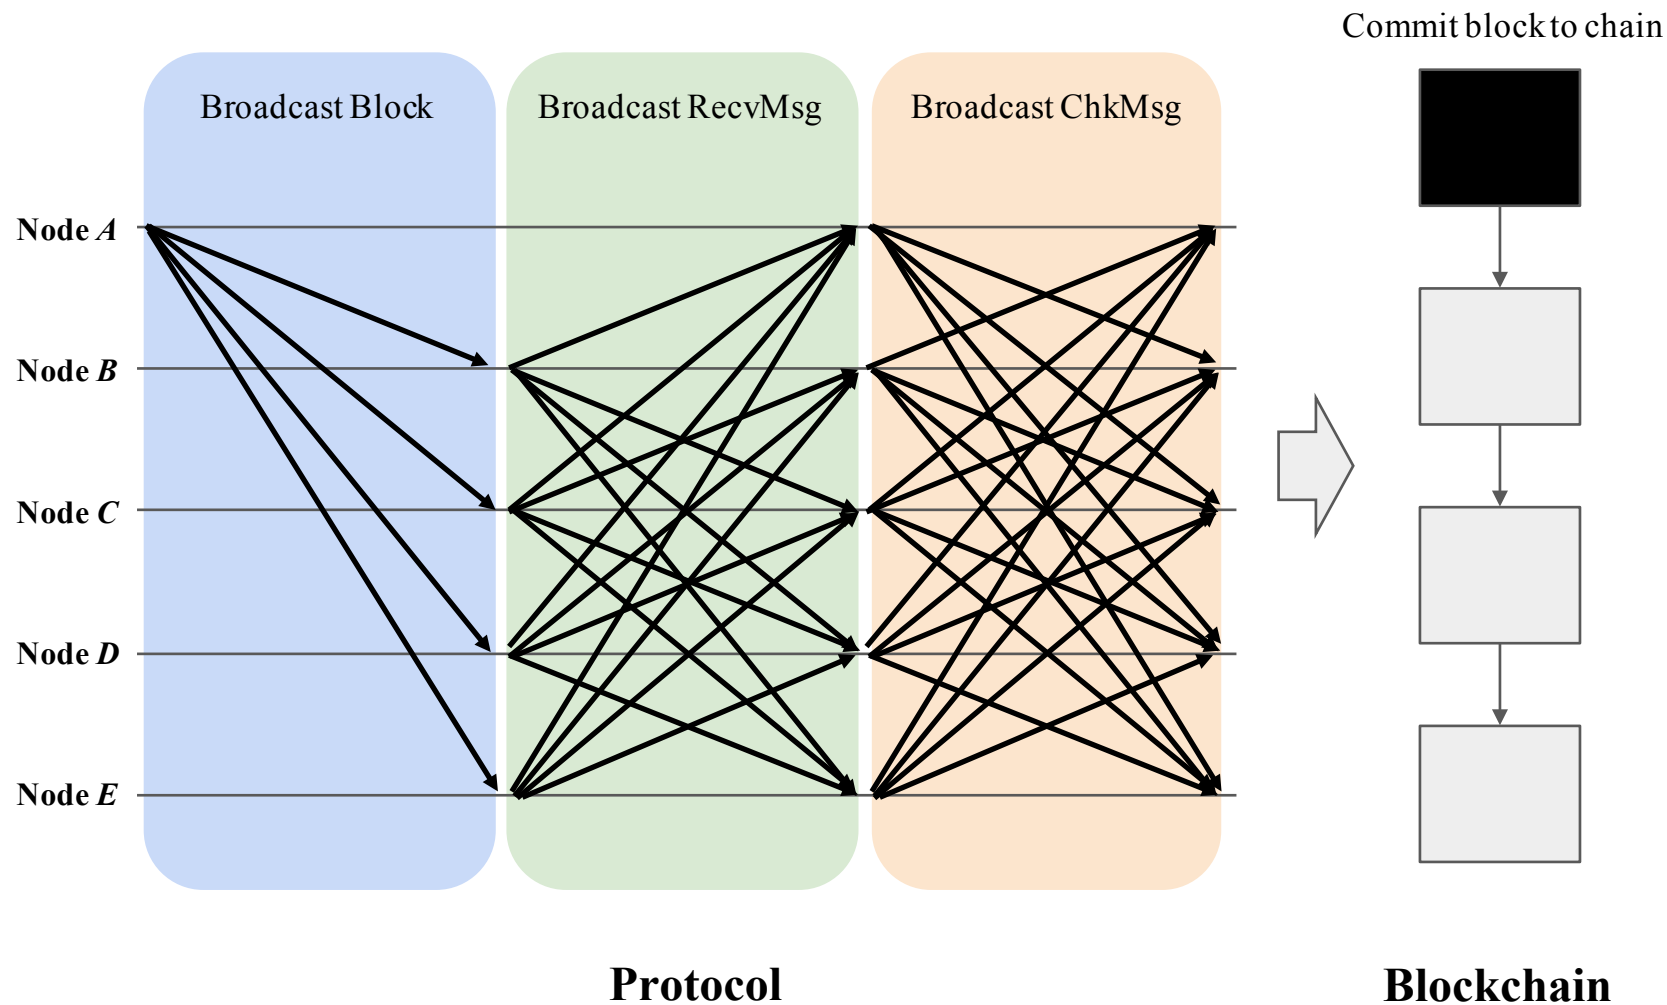 Commit block to chain
Broadcast Block
Broadcast RecvMsg
Broadcast ChkMsg
Node A
Node B
Node C
Node D
Node E
Protocol
Blockchain